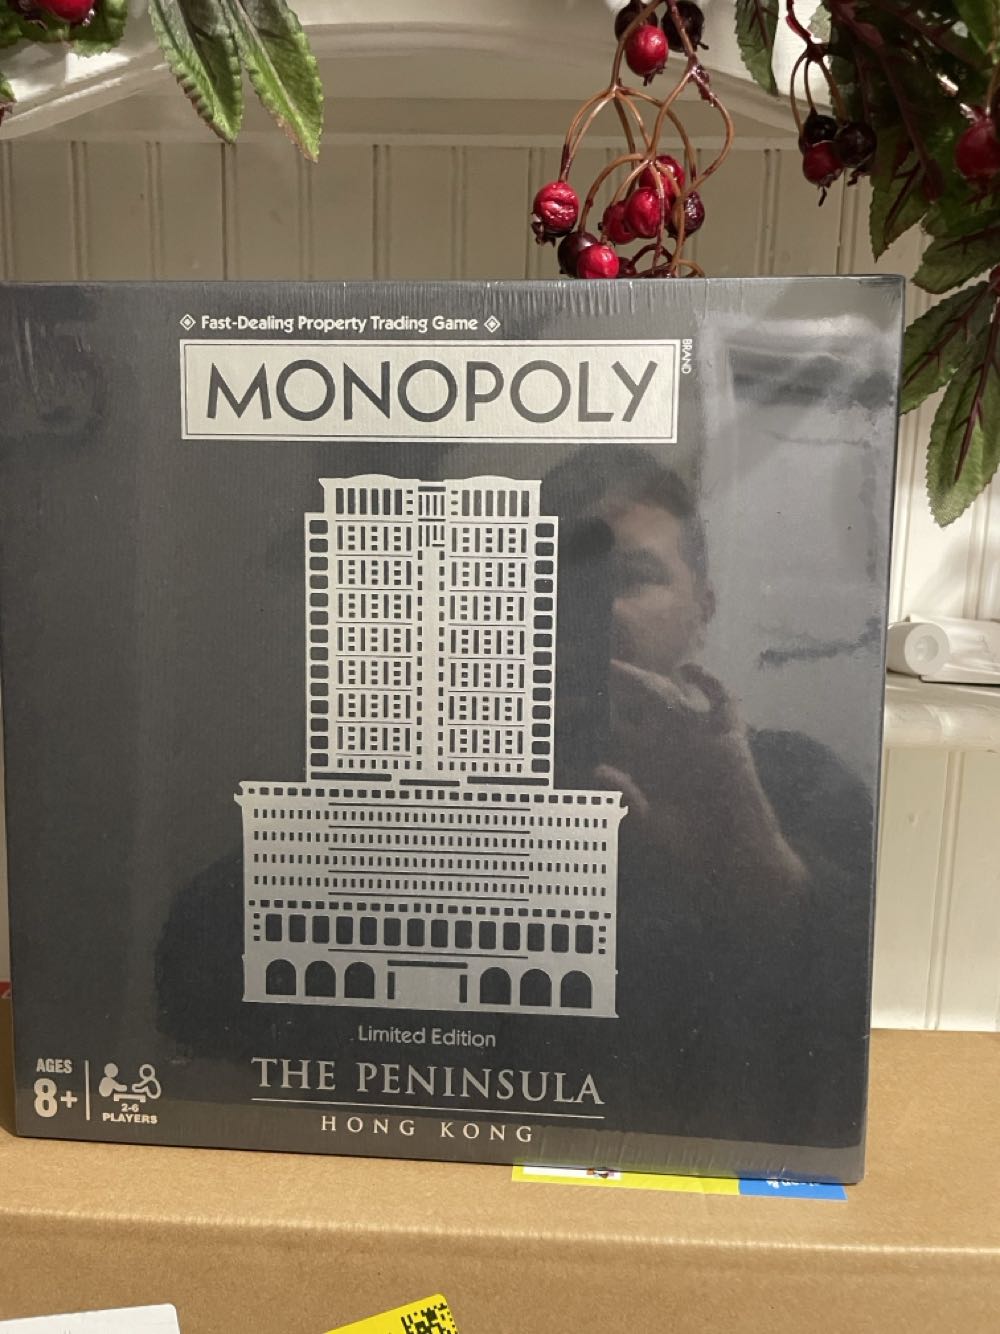 Fast-Dealing Property Trading Game
MONOPOLY
BRAND
Limited Edition
THE PENINSULA
HONG KONG
AGES
8+
2-6
PLAYERS